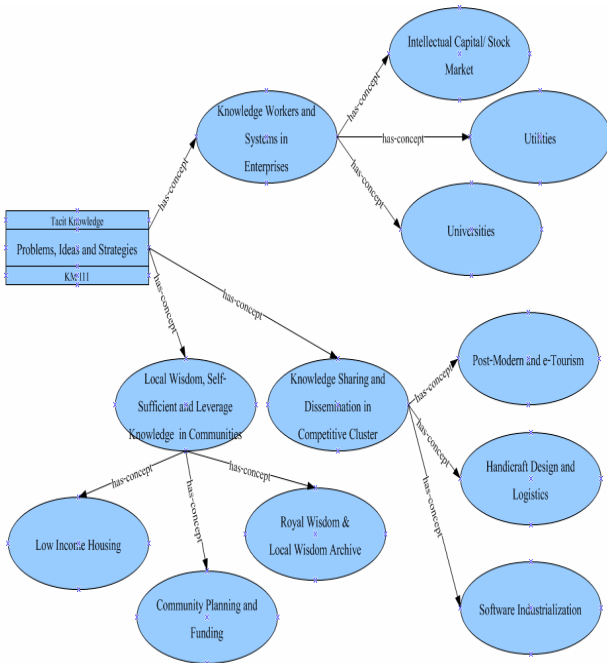 Intellectual Capital/ Stock
Market
has-concept
Knowledge Workers and
Systems in
Enterprises
has-concept
Utilities
has-concept
has-concept
Universities
Tacit Knowledge
Problems, Ideas and Strategies
KM III
has-concept
has-concept
Local Wisdom, Self-
Sufficient and Leverage
Knowledge in Communities
Knowledge Sharing and
Dissemination in
Competitive Cluster
has-concept
Post-Modern and e-Tourism
has-concept
Handicraft Design and
Logistics
has-concept
Software Industrialization
has-concept
has-concept
has-concept
Low Income Housing
Royal Wisdom &
Local Wisdom Archive
Community Planning and
Funding